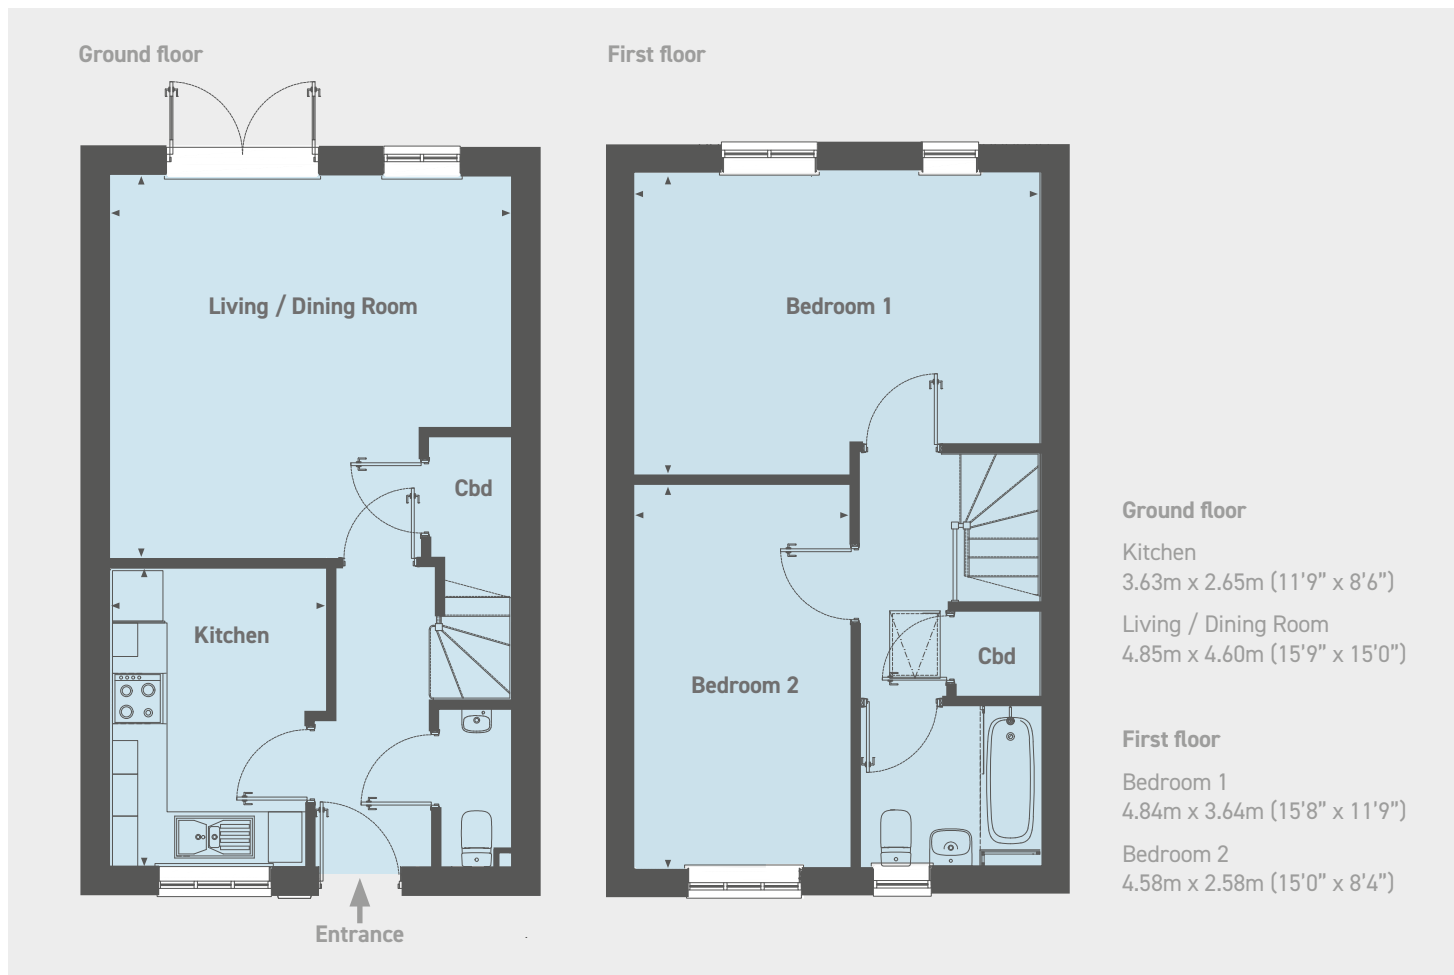 Ground floor
First floor
Living / Dining Room
Bedroom 1
Cbd
Kitchen
Cbd
Bedroom 2
Entrance
Ground floor
Kitchen
3.63m x 2.65m (11’9” x 8’6”)
Living / Dining Room
4.85m x 4.60m (15’9” x 15’0”)
First floor
Bedroom 1
4.84m x 3.64m (15’8” x 11’9”)
Bedroom 2
4.58m x 2.58m (15’0” x 8’4”)